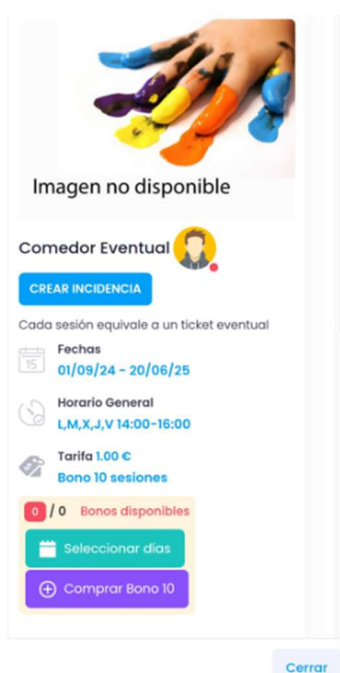 Imagen no disponible
Comedor Eventual
CREAR INCIDENCIA
Cada sesión equivale a un ticket eventual
15
Fechas
01/09/24 - 20/06/25
Horario General
L,M,X,J,V 14:00-16:00
Tarifa 1.00 €
Bono 10 sesiones
0 / 0 Bonos disponibles
Seleccionar días
Comprar Bono 10
Cerrar